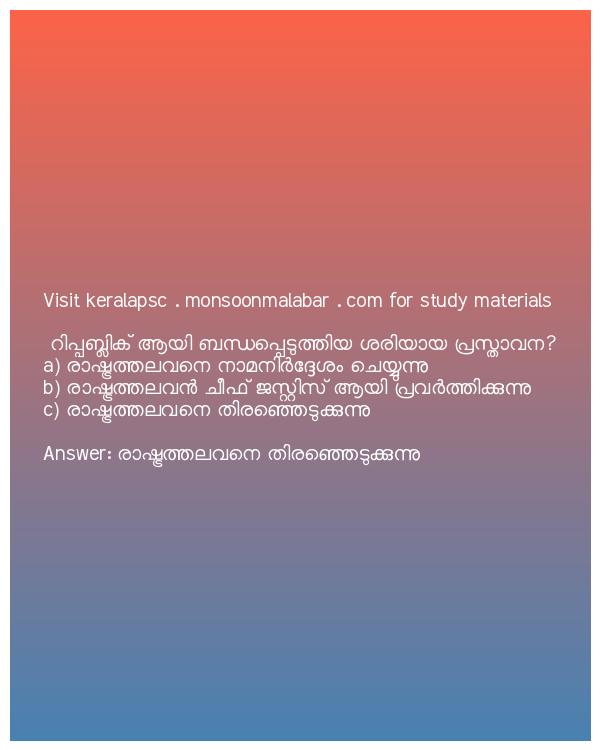 Visit keralapsc . monsoonmalabar . com for study materials
റിപ്പബ്ലിക് ആയി ബന്ധപ്പെടുത്തിയ ശരിയായ പ്രസ്താവന?
a) രാഷ്ട്രത്തലവനെ നാമനിർദ്ദേശം ചെയ്യുന്നു
b) രാഷ്ട്രത്തലവൻ ചീഫ് ജസ്റ്റിസ് ആയി പ്രവർത്തിക്കുന്നു
c) രാഷ്ട്രത്തലവനെ തിരഞ്ഞെടുക്കുന്നു
Answer: രാഷ്ട്രത്തലവനെ തിരഞ്ഞെടുക്കുന്നു